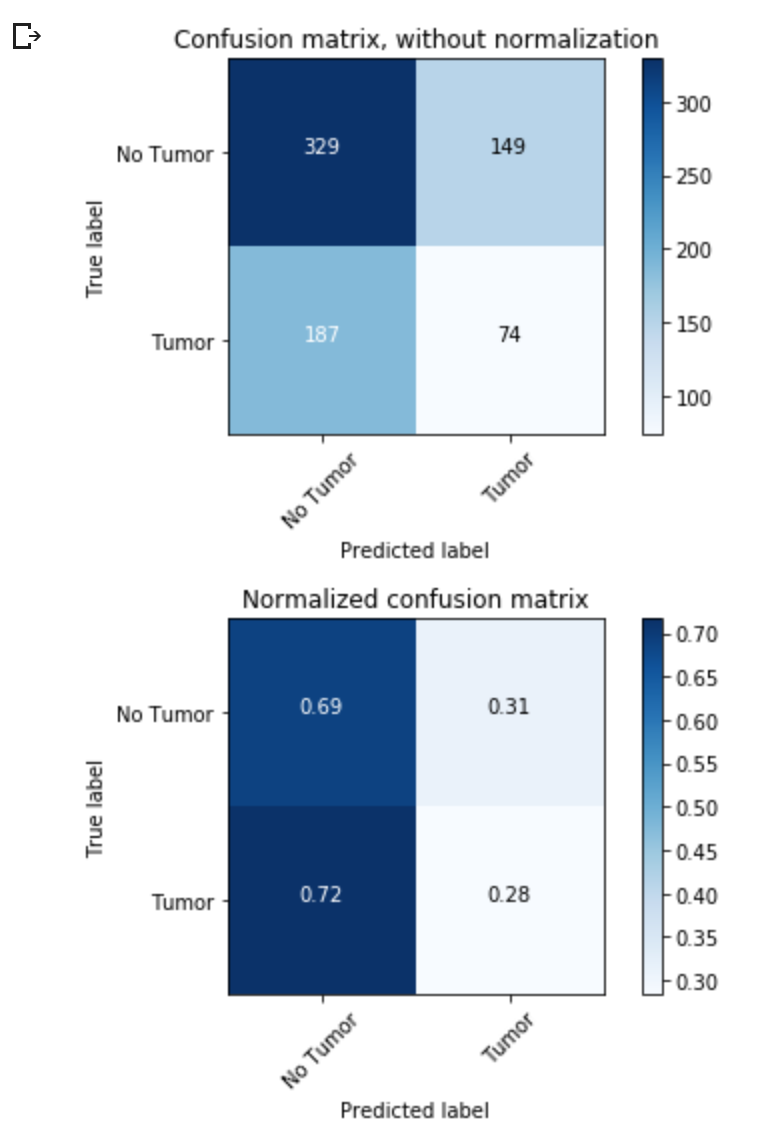 Confusion matrix, without normalization
No Tumor
329
149
300
250
200
150
100
True label
Tumor
187
74
No Tumor
Tumor
Predicted label
Normalized confusion matrix
No Tumor
0.69
0.31
0.70
0.65
0.60
0.55
0.50
0.45
0.40
0.35
0.30
True label
Tumor
0.72
0.28
No Tumor
Tumor
Predicted label